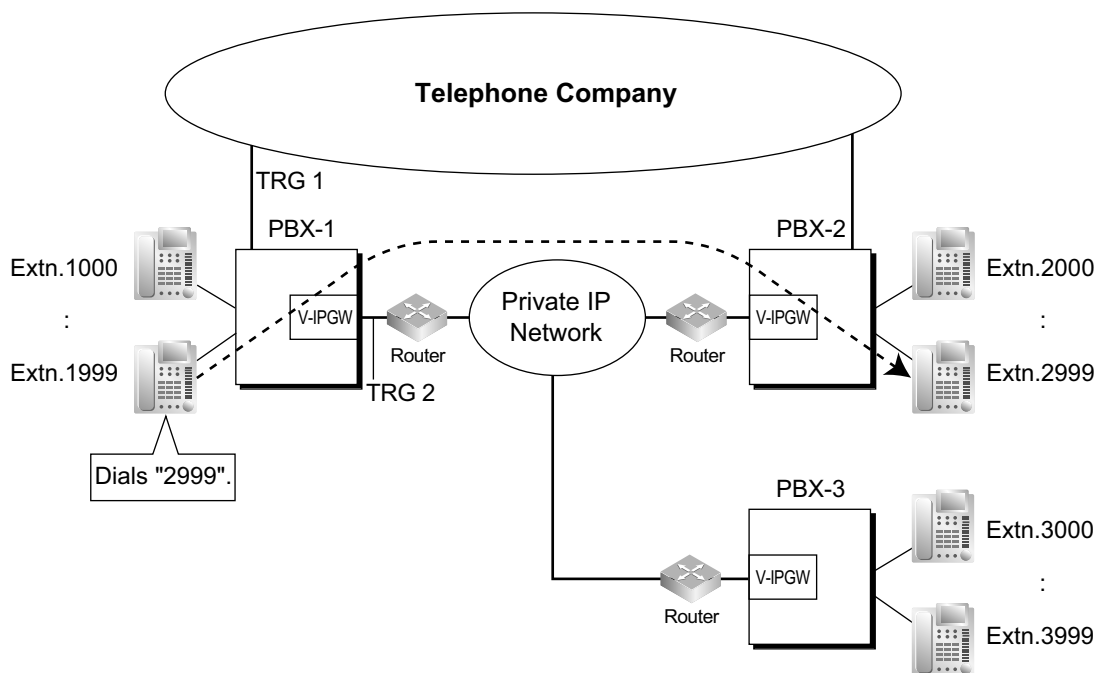 Telephone Company
TRG 1
PBX-1
PBX-2
Extn.1000
:
Extn.1999
V-IPGW
Router
TRG 2
Private IP
Network
Router
V-IPGW
Extn.2000
:
Extn.2999
Dials "2999".
PBX-3
V-IPGW
Router
Extn.3000
:
Extn.3999